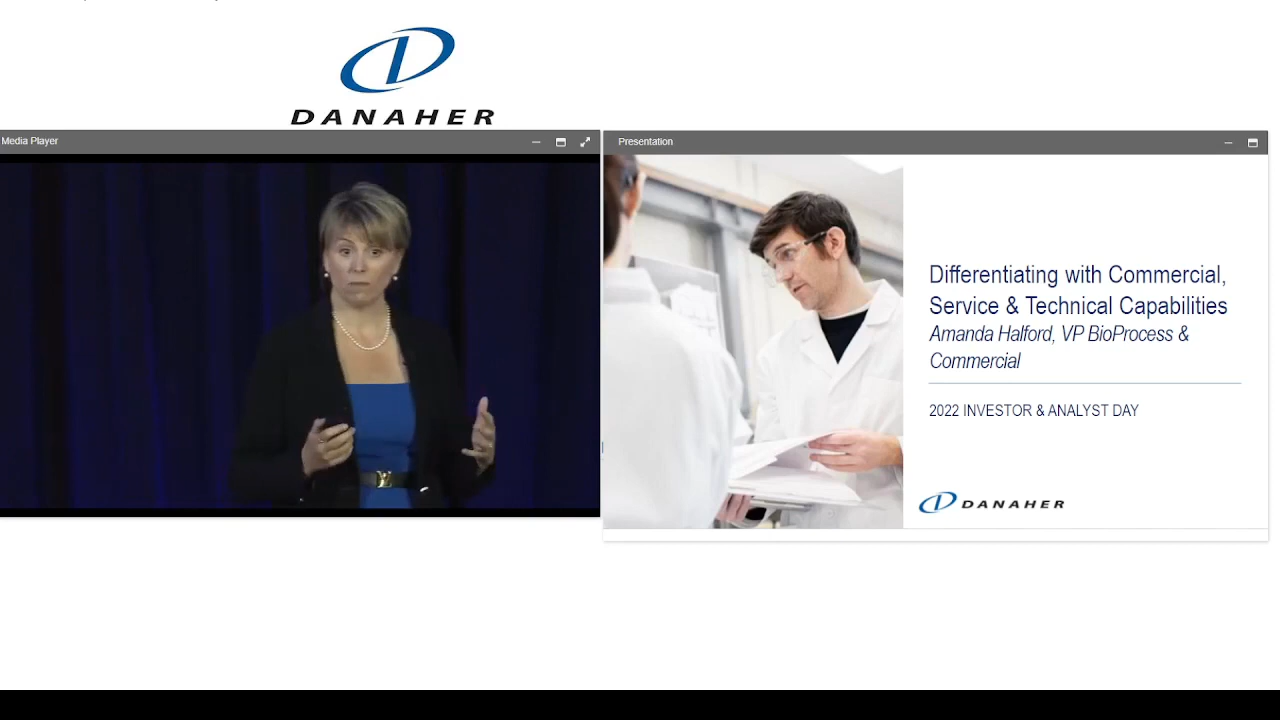 DANAHER
Media Player
Presentation
Differentiating with Commercial,
Service & Technical Capabilities
Amanda Halford, VP BioProcess &
Commercial
2022 INVESTOR & ANALYST DAY
DANAHER